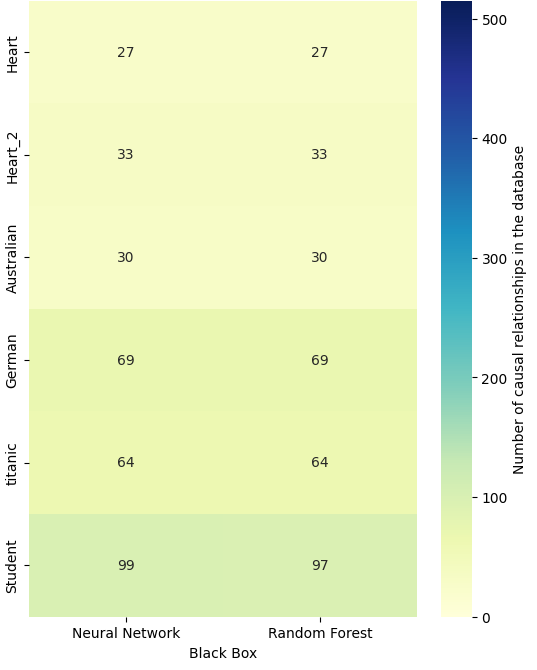 Heart 27 27
Heart_2 33 33
Australian 30 30
German 69 69
titanic 64 64
Student 99 97
Neural Network Random Forest
Black Box
500
400
300
200
100
0
Number of causal relationships in the database